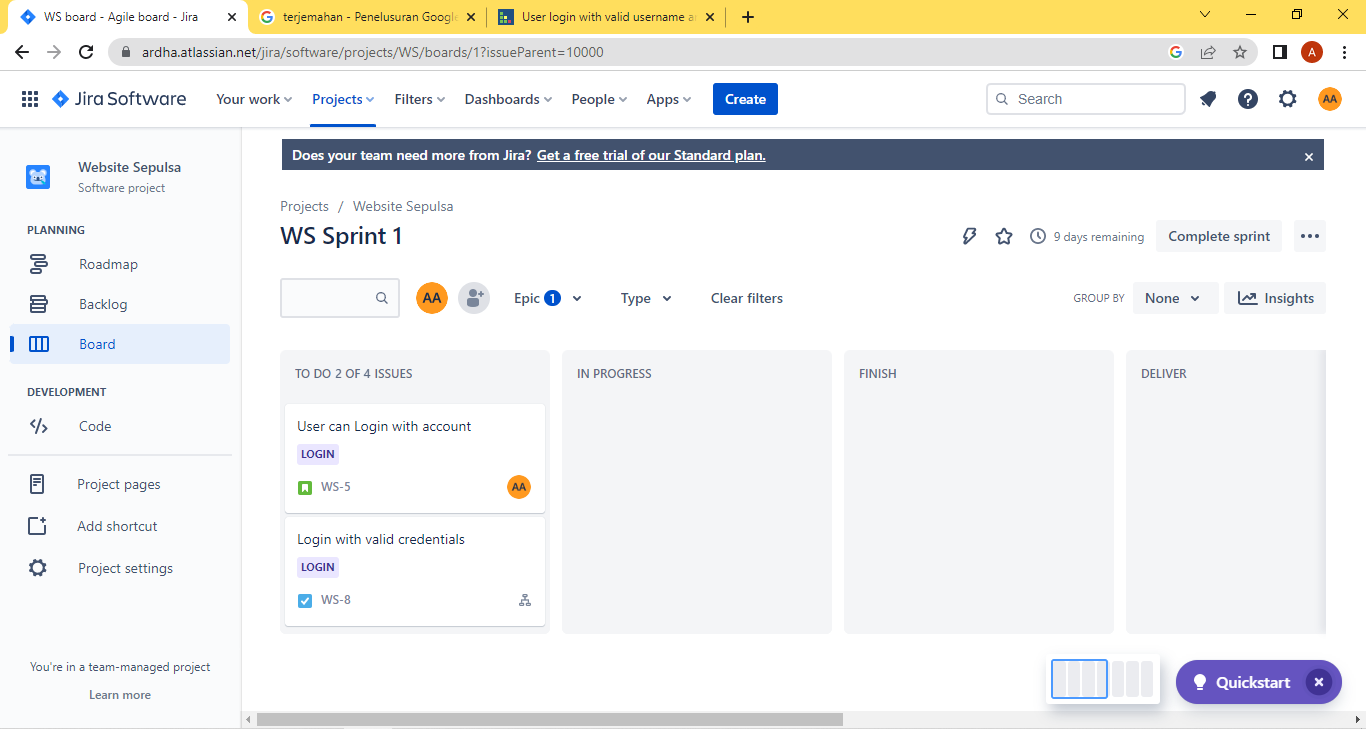 WS board - Agile board - Jira
terjemahan - Penelusuran Google
User login with valid username a
ardha.atlassian.net/jira/software/projects/WS/boards/1?issueParent=10000
A
Jira Software
Your work
Projects
Filters
Dashboards
People
Apps
Create
Search
AA
Website Sepulsa
Software project
PLANNING
Roadmap
Backlog
Board
DEVELOPMENT
Code
Project pages
Add shortcut
Project settings
You're in a team-managed project
Learn more
Does your team need more from Jira? Get a free trial of our Standard plan.
Projects / Website Sepulsa
WS Sprint 1
9 days remaining
Complete sprint
AA
Epic 1
Type
Clear filters
GROUP BY
None
Insights
TO DO 2 OF 4 ISSUES
User can Login with account
LOGIN
WS-5
AA
Login with valid credentials
LOGIN
WS-8
IN PROGRESS
FINISH
DELIVER
Quickstart